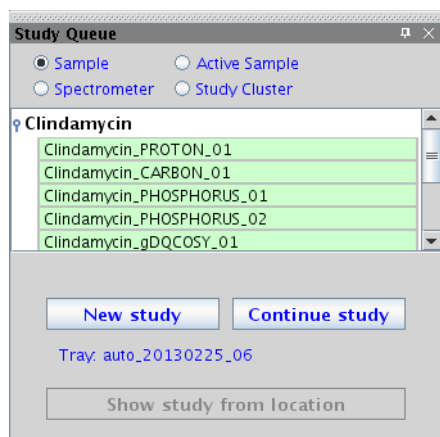 Study Queue
Sample Active Sample
Spectrometer Study Cluster
Clindamycin
Clindamycin_PROTON_01
Clindamycin_CARBON_01
Clindamycin_PHOSPHORUS_01
Clindamycin_PHOSPHORUS_02
Clindamycin_gDQCOSY_01
New study Continue study
Tray: auto_20130225_06
Show study from location